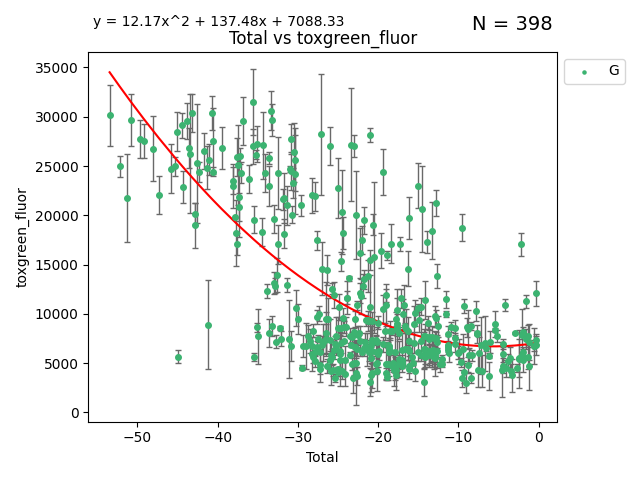 y = 12.17x^2 + 137.48x + 7088.33
N = 398
Total vs toxgreen_fluor
G
toxgreen_fluor
35000
30000
25000
20000
15000
10000
5000
0
−50 −40 −30 −20 −10 0
Total